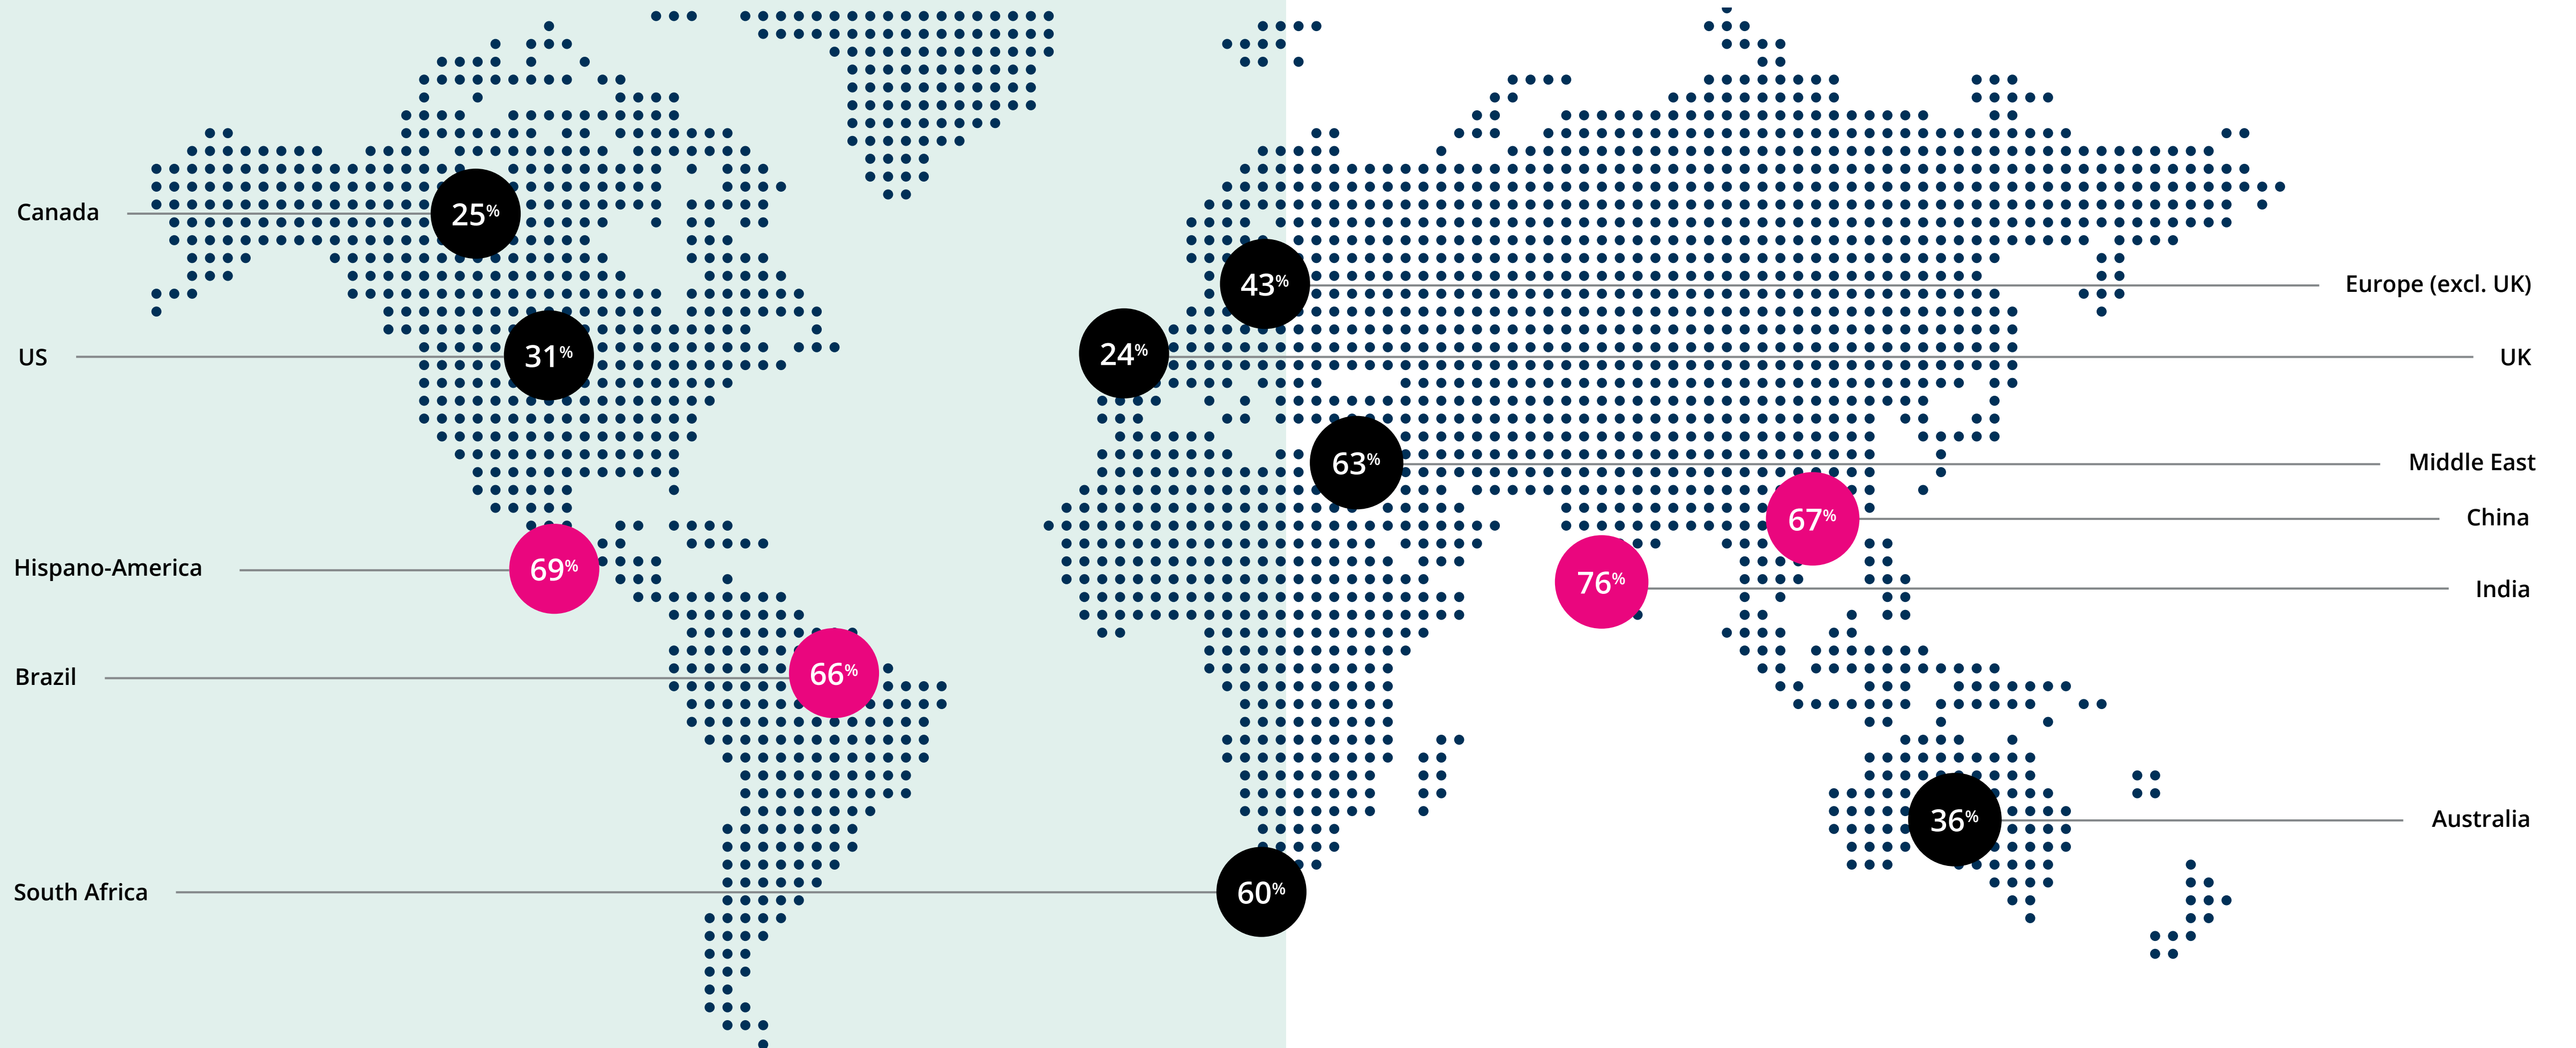 Canada
25%
US
31%
Hispano-America
69%
Brazil
66%
South Africa
60%
43%
Europe (excl. UK)
24%
UK
63%
Middle East
67%
China
76%
India
36%
Australia